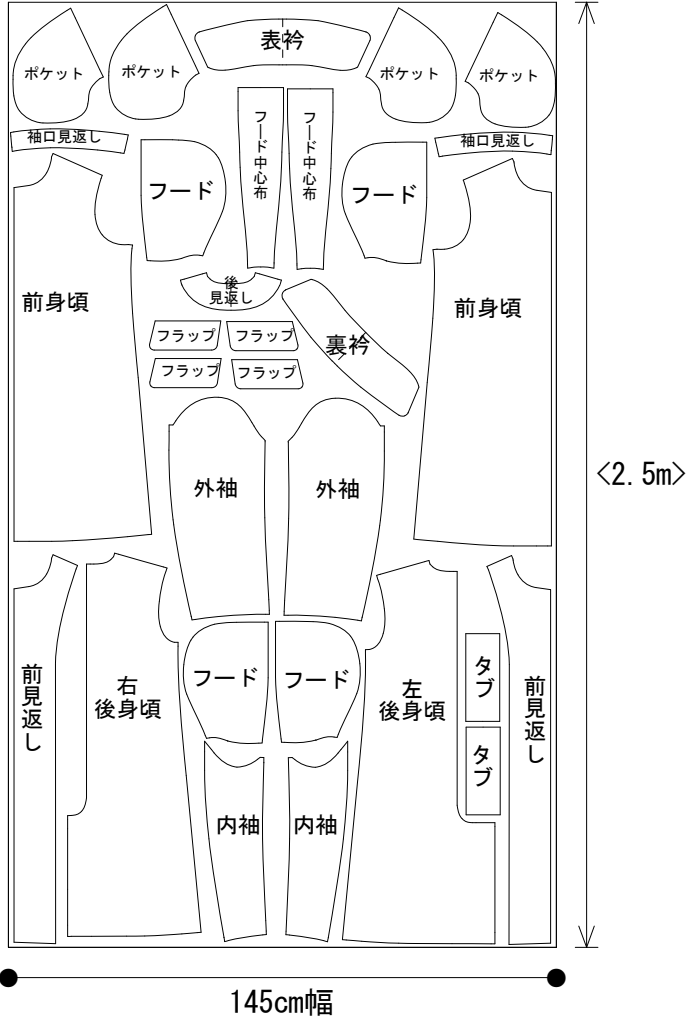 表衿
ポケット
ポケット
ポケット
ポケット
袖口見返し
袖口見返し
フード中心布
フード中心布
フード
フード
前身頃
後
見返し
前身頃
フラップ
フラップ
裏衿
フラップ
フラップ
<2.5m>
外袖
外袖
前見返し
右
後身頃
フード
フード
左
後身頃
タブ
前見返し
タブ
内袖
内袖
145cm幅